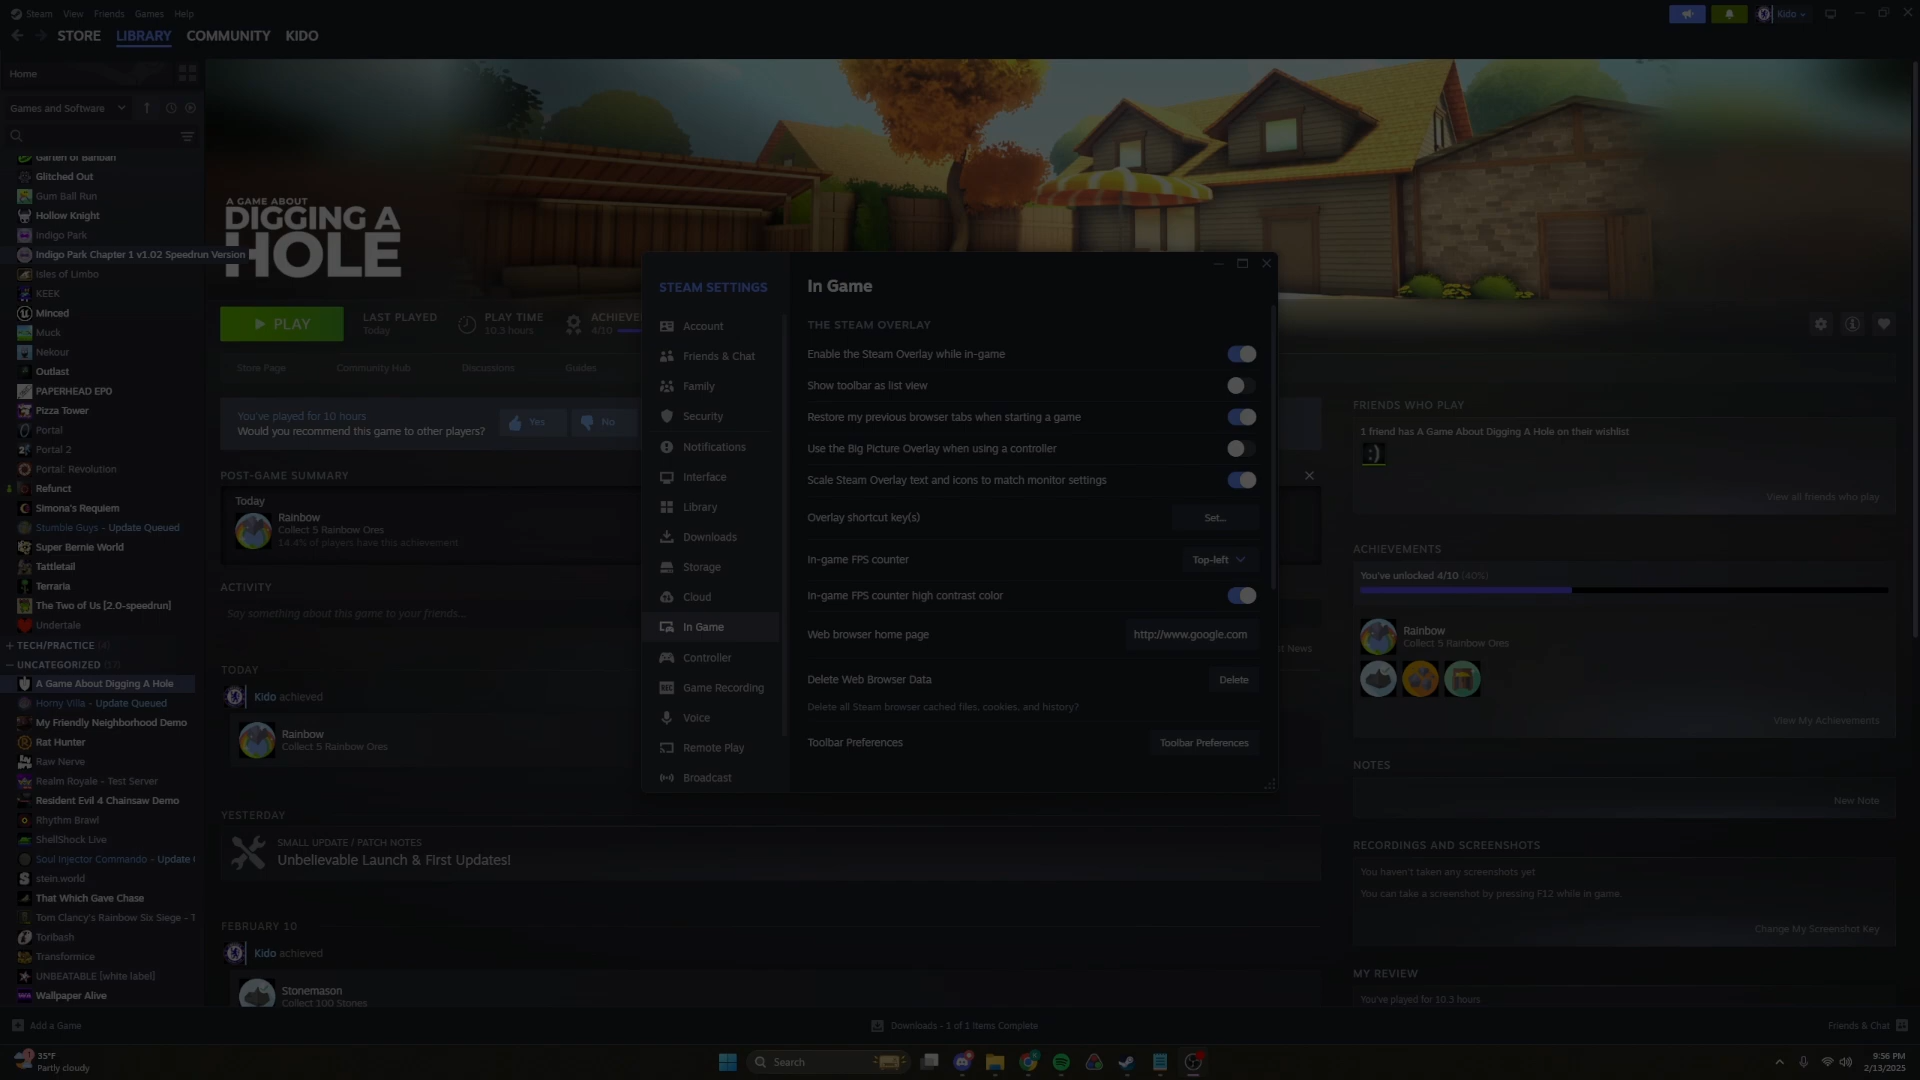 Steam View Friends Games Help
Kido
STORE LIBRARY COMMUNITY KIDO
Home
Games and Software
Garten of Banban
Glitched Out
Gum Ball Run
Hollow Knight
Indigo Park
Indigo Park Chapter 1 v1.02 Speedrun Version
Isles of Limbo
KEEK
Minced
Muck
Nekour
Outlast
PAPERHEAD EP0
Pizza Tower
Portal
Portal 2
Portal: Revolution
Refunct
Simona's Requiem
Stumble Guys - Update Queued
Super Bernie World
Tattletail
Terraria
The Two of Us [2.0-speedrun]
Undertale
TECH/PRACTICE (4)
UNCATEGORIZED
A Game About Digging A Hole
Horny Villa - Update Queued
My Friendly Neighborhood Demo
Rat Hunter
Raw Nerve
Realm Royale - Test Server
Resident Evil 4 Chainsaw Demo
Rhythm Brawl
ShellShock Live
Soul Injector Commando - Update
stein.world
That Which Gave Chase
Tom Clancy's Rainbow Six Siege - T
Toribash
Transformice
UNBEATABLE [white label]
Wallpaper Alive
Add a Game
A GAME ABOUT
DIGGING A
HOLE
PLAY
LAST PLAYED
Today
PLAY TIME
10.3 hours
ACHIEVE
4/10
Store Page Community Hub Discussions Guides
You've played for 10 hours
Would you recommend this game to other players?
Yes
No
POST-GAME SUMMARY
Today
Rainbow
Collect 5 Rainbow Ores
14.4% of players have this achievement
ACTIVITY
Say something about this game to your friends...
st News
TODAY
Kido achieved
Rainbow
Collect 5 Rainbow Ores
YESTERDAY
SMALL UPDATE / PATCH NOTES
Unbelievable Launch & First Updates!
FEBRUARY 10
Kido achieved
Stonemason
Collect 100 Stones
STEAM SETTINGS
Account
Friends & Chat
Family
Security
Notifications
Interface
Library
Downloads
Storage
Cloud
In Game
Controller
Game Recording
Voice
Remote Play
Broadcast
In Game
THE STEAM OVERLAY
Enable the Steam Overlay while in-game
Show toolbar as list view
Restore my previous browser tabs when starting a game
Use the Big Picture Overlay when using a controller
Scale Steam Overlay text and icons to match monitor settings
Overlay shortcut key(s)
Set...
In-game FPS counter
Top-left
In-game FPS counter high contrast color
Web browser home page
http://www.google.com
Delete Web Browser Data
Delete
Delete all Steam browser cached files, cookies, and history?
Toolbar Preferences
Toolbar Preferences
FRIENDS WHO PLAY
1 friend has A Game About Digging A Hole on their wishlist
:)
View all friends who play
ACHIEVEMENTS
You've unlocked 4/10 (40%)
Rainbow
Collect 5 Rainbow Ores
View My Achievements
NOTES
New Note
RECORDINGS AND SCREENSHOTS
You haven't taken any screenshots yet
You can take a screenshot by pressing F12 while in game.
Change My Screenshot Key
MY REVIEW
You've played for 10.3 hours
Downloads - 1 of 1 Items Complete
Friends & Chat
35°F
Partly cloudy
Search
9:56 PM
2/13/2025